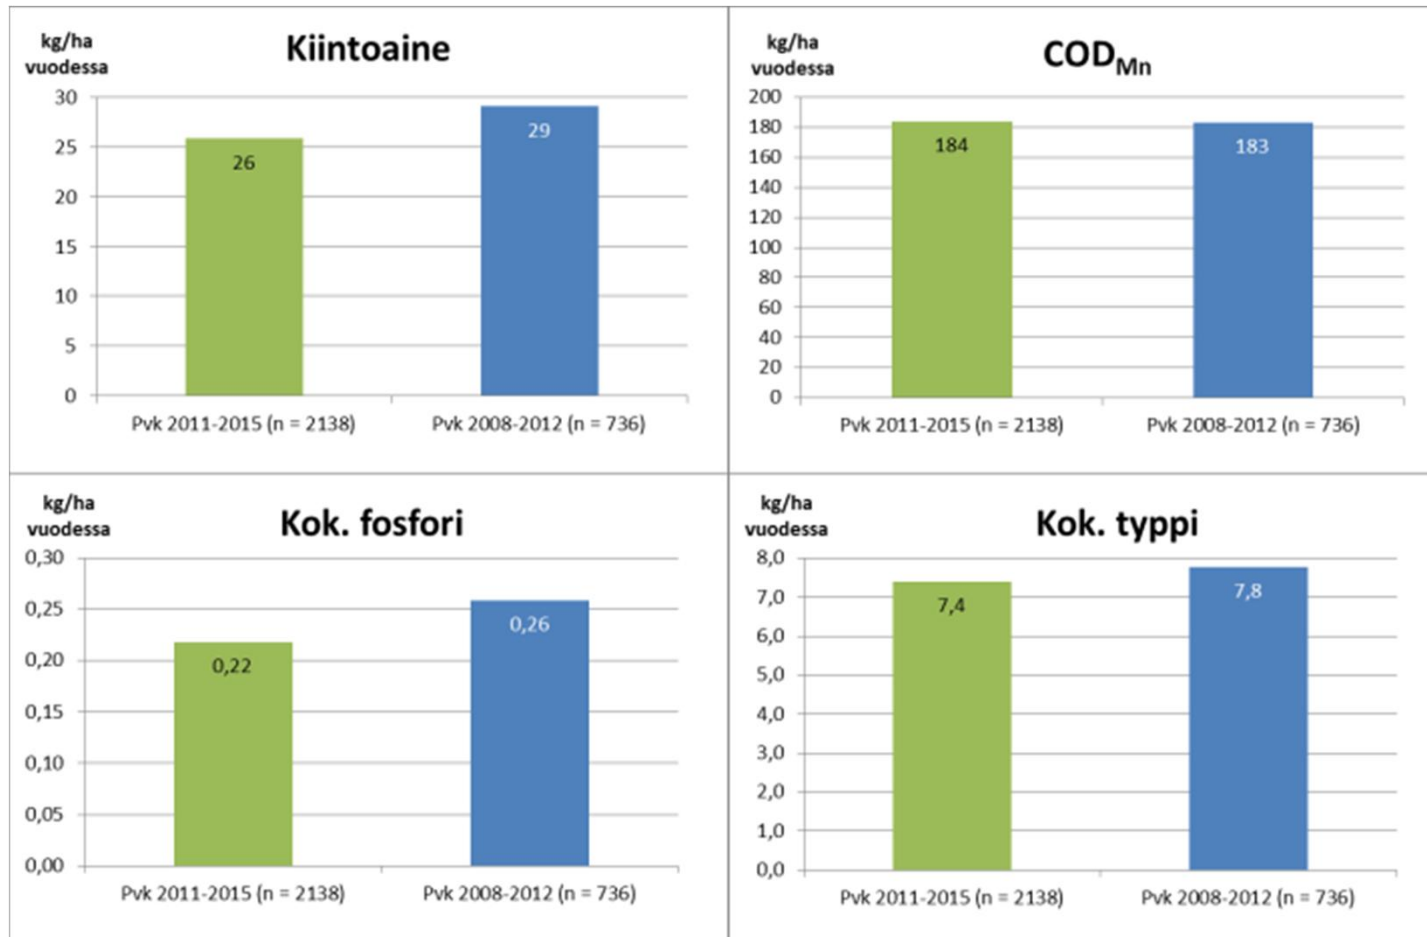 kg/ha
vuodessa
Kiintoaine
30
25
20
15
10
5
0
26
29
Pvk 2011-2015 (n = 2138)
Pvk 2008-2012 (n = 736)
kg/ha
vuodessa
COD_Mn
200
180
160
140
120
100
80
60
40
20
0
184
183
Pvk 2011-2015 (n = 2138)
Pvk 2008-2012 (n = 736)
kg/ha
vuodessa
Kok. fosfori
0,30
0,25
0,20
0,15
0,10
0,05
0,00
0,22
0,26
Pvk 2011-2015 (n = 2138)
Pvk 2008-2012 (n = 736)
kg/ha
vuodessa
Kok. typpi
8,0
7,0
6,0
5,0
4,0
3,0
2,0
1,0
0,0
7,4
7,8
Pvk 2011-2015 (n = 2138)
Pvk 2008-2012 (n = 736)